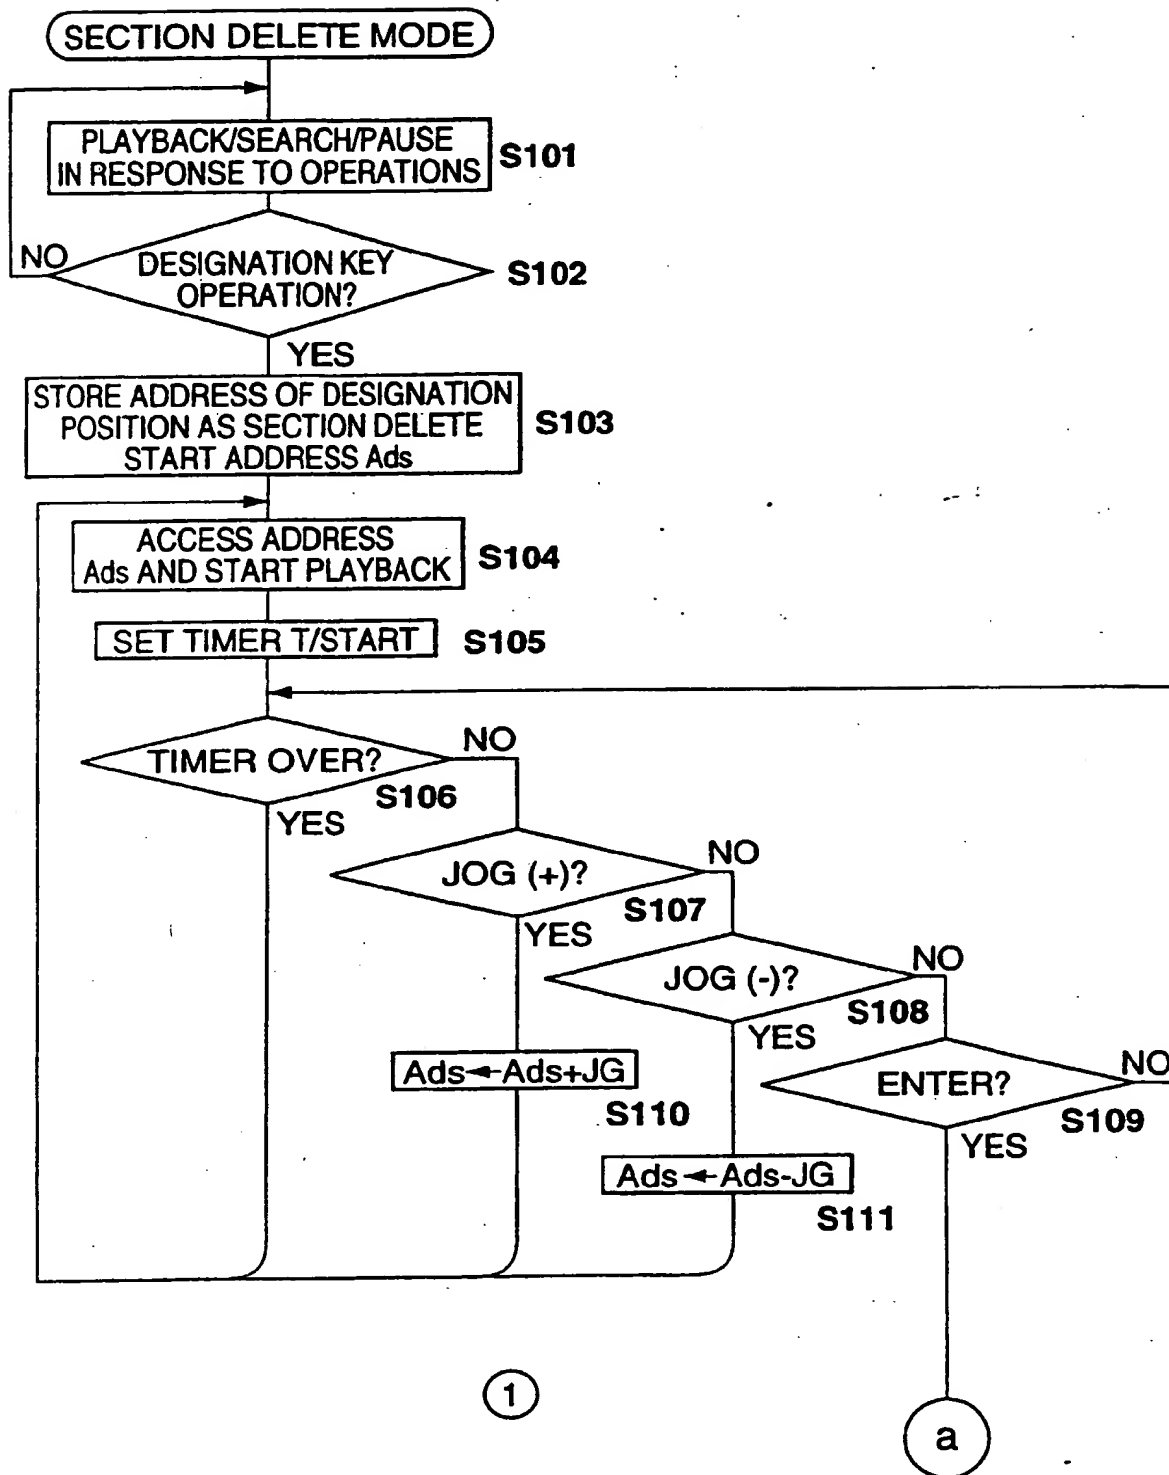 SECTION DELETE MODE
PLAYBACK/SEARCH/PAUSE
IN RESPONSE TO OPERATIONS
S101
NO
DESIGNATION KEY
OPERATION?
S102
YES
STORE ADDRESS OF DESIGNATION
POSITION AS SECTION DELETE
START ADDRESS Ads
S103
ACCESS ADDRESS
Ads AND START PLAYBACK
S104
SET TIMER T/START
S105
TIMER OVER?
NO
S106
YES
JOG (+)?
NO
S107
YES
JOG (-)?
NO
S108
YES
Ads←Ads+JG
S110
ENTER?
NO
S109
YES
Ads←Ads-JG
S111
1
a